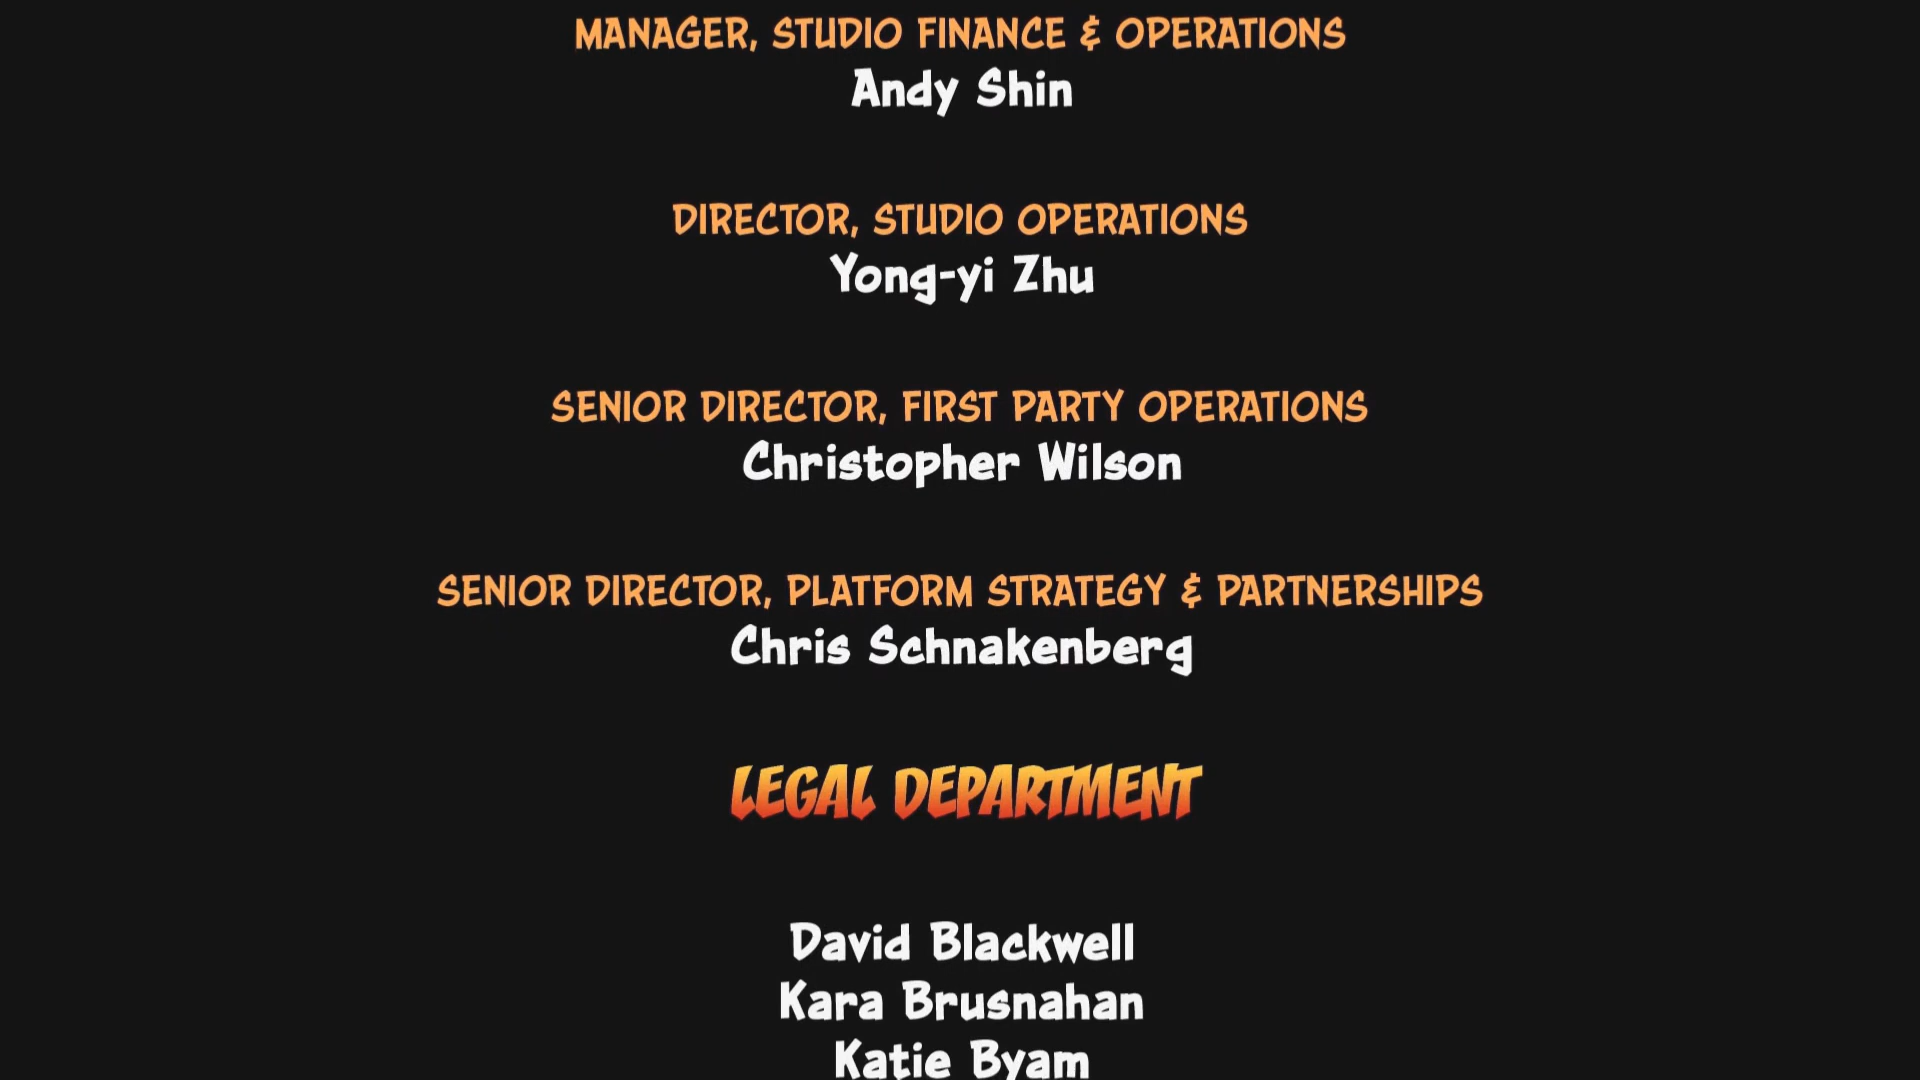 MANAGER, STUDIO FINANCE & OPERATIONS
Andy Shin
DIRECTOR, STUDIO OPERATIONS
Yong-yi Zhu
SENIOR DIRECTOR, FIRST PARTY OPERATIONS
Christopher Wilson
SENIOR DIRECTOR, PLATFORM STRATEGY & PARTNERSHIPS
Chris Schnakenberg
LEGAL DEPARTMENT
David Blackwell
Kara Brusnahan
Katie Byam